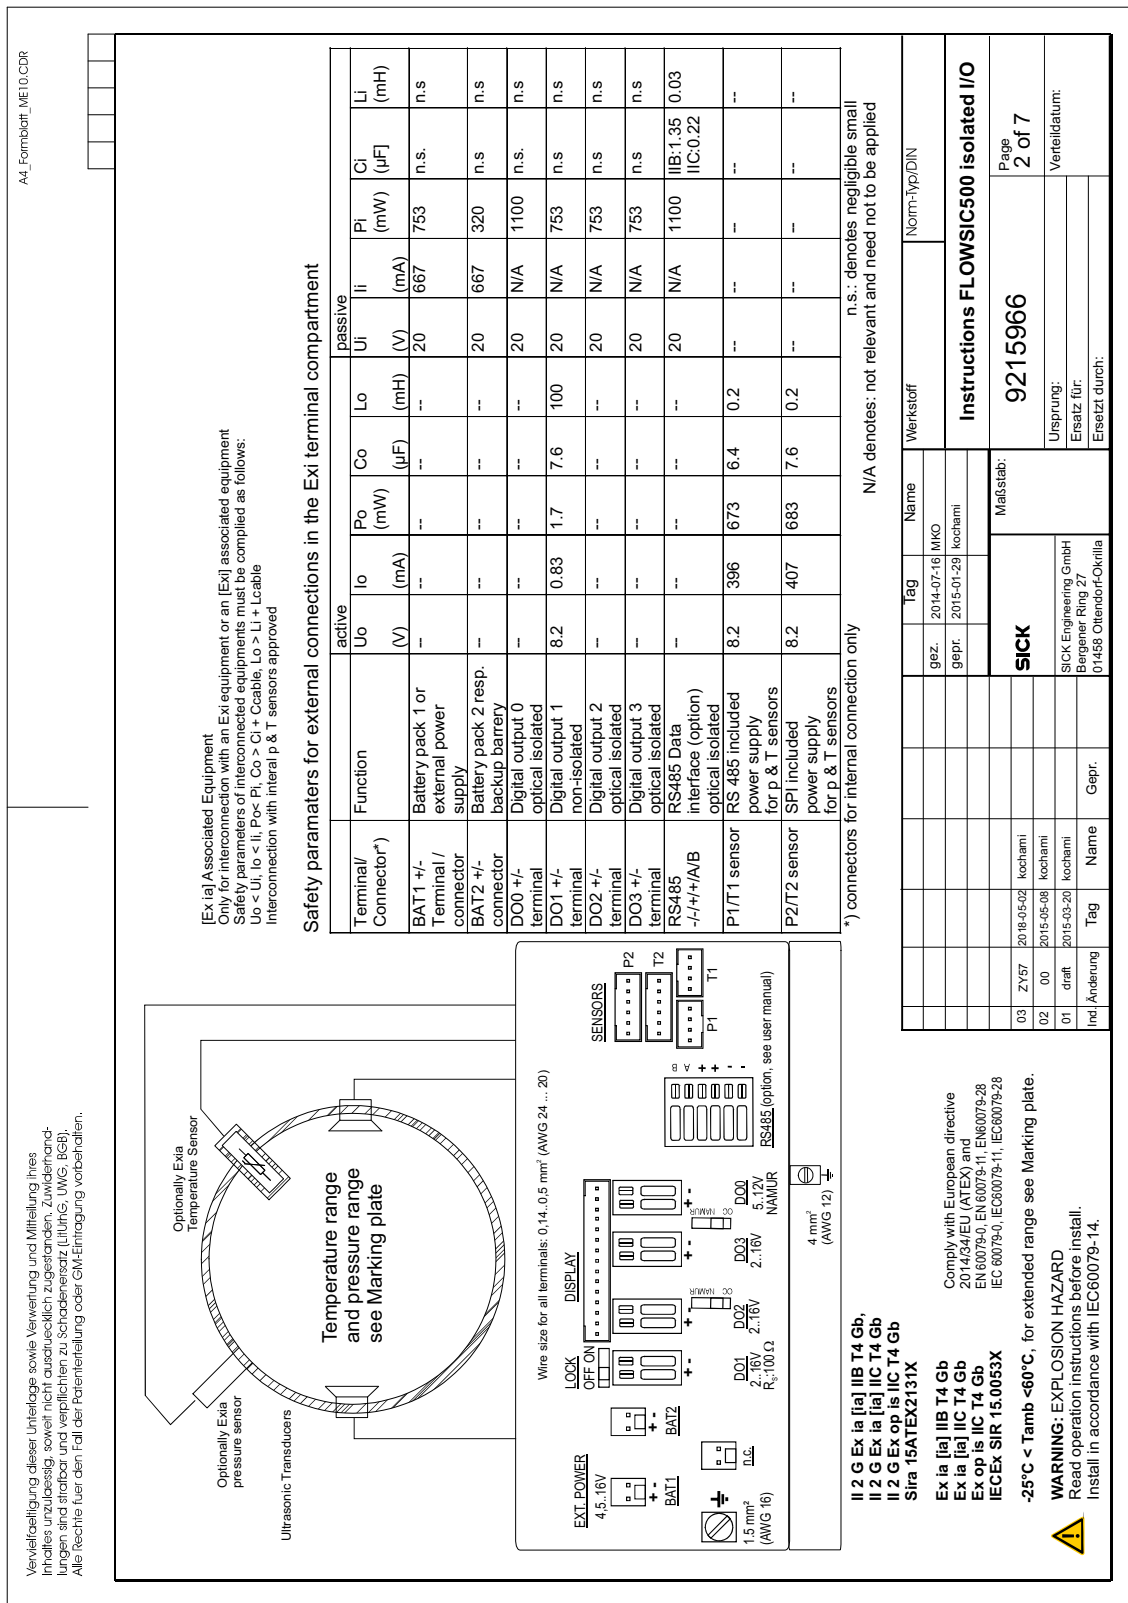 Vervielfaeltigung dieser Unterlage sowie Verwertung und Mitteilung ihres
Inhaltes unzulaessig, soweit nicht ausdruecklich zugestanden. Zuwiderhand-
lungen sind strafbar und verpflichten zu Schadenersatz (LitUrhG, UWG, BGB).
Alle Rechte fuer den Fall der Patenterteilung oder GM-Eintragung vorbehalten.
A4_Formblatt_ME10.CDR
Optionally Exia
Temperature Sensor
Optionally Exia
pressure sensor
Ultrasonic Transducers
Temperature range
and pressure range
see Marking plate
Wire size for all terminals: 0,14..0,5 mm² (AWG 24 ... 20)
EXT. POWER
4,5..16V
+ -
BAT1
+ -
BAT2
n.c.
1.5 mm²
(AWG 16)
LOCK
OFF ON
DISPLAY
+ -
DO1
2..16V
Rs:100 Ω
+ -
OC NAMUR
DO2
2..16V
+ -
DO3
2..16V
+ -
OC NAMUR
DO0
5..12V
NAMUR
4 mm²
(AWG 12)
SENSORS
P2
T2
P1
T1
B
A
+
+
-
-
RS485 (option, see user manual)
[Ex ia] Associated Equipment
Only for interconnection with an Exi equipment or an [Exi] associated equipment
Safety parameters of interconnected equipments must be complied as follows:
Uo < Ui, Io < Ii, Po< Pi, Co > Ci + Ccable, Lo > Li + Lcable
Interconnection with interal p & T sensors approved
Safety paramaters for external connections in the Exi terminal compartment
active passive
Terminal/ Function Uo Io Po Co Lo Ui Ii Pi Ci Li
Connector*) (V) (mA) (mW) (µF) (mH) (V) (mA) (mW) (µF] (mH)
BAT1 +/- Battery pack 1 or -- -- -- -- -- 20 667 753 n.s. n.s
Terminal / external power
connector supply
BAT2 +/- Battery pack 2 resp. -- -- -- -- -- 20 667 320 n.s n.s
connector backup barrery
DO0 +/- Digital output 0 -- -- -- -- -- 20 N/A 1100 n.s. n.s
terminal optical isolated
DO1 +/- Digital output 1 8.2 0.83 1.7 7.6 100 20 N/A 753 n.s n.s
terminal non-isolated
DO2 +/- Digital output 2 -- -- -- -- -- 20 N/A 753 n.s n.s
terminal optical isolated
DO3 +/- Digital output 3 -- -- -- -- -- 20 N/A 753 n.s n.s
terminal optical isolated
RS485 RS485 Data -- -- -- -- -- 20 N/A 1100 IIB:1.35 0.03
-/-/+/+/A/B interface (option) IIC:0.22
optical isolated
P1/T1 sensor RS 485 included 8.2 396 673 6.4 0.2 -- -- -- -- --
power supply
for p & T sensors
P2/T2 sensor SPI included 8.2 407 683 7.6 0.2 -- -- -- -- --
power supply
for p & T sensors
*) connectors for internal connection only
n.s.: denotes negligible small
N/A denotes: not relevant and need not to be applied
II 2 G Ex ia [ia] IIB T4 Gb,
II 2 G Ex ia [ia] IIC T4 Gb
II 2 G Ex op is IIC T4 Gb
Sira 15ATEX2131X
Ex ia [ia] IIB T4 Gb
Ex ia [ia] IIC T4 Gb
Ex op is IIC T4 Gb
IECEx SIR 15.0053X
Comply with European directive
2014/34/EU (ATEX) and
EN 60079-0, EN 60079-11, EN60079-28
IEC 60079-0, IEC60079-11, IEC60079-28
-25°C < Tamb <60°C, for extended range see Marking plate.
WARNING: EXPLOSION HAZARD
Read operation instructions before install.
Install in accordance with IEC60079-14.
03 ZY57 2018-05-02 kochami
02 00 2015-05-08 kochami
01 draft 2015-03-20 kochami
Ind. Änderung Tag Name Gepr.
Tag Name
gez. 2014-07-16 MKO
gepr. 2015-01-29 kochami
Werkstoff
Norm-Typ/DIN
Instructions FLOWSIC500 isolated I/O
SICK
Maßstab:
9215966
Page
2 of 7
SICK Engineering GmbH
Bergener Ring 27
01458 Ottendorf-Okrilla
Ursprung:
Ersatz für:
Ersetzt durch:
Verteildatum: